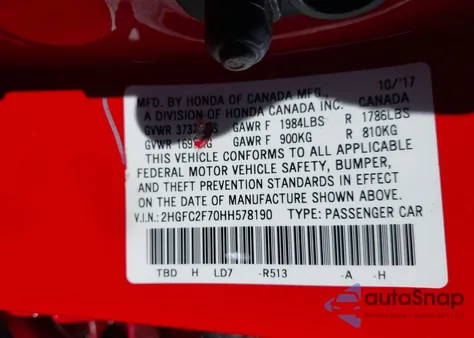 10/'17
MFD. BY HONDA OF CANADA MFG.,
A DIVISION OF HONDA CANADA INC. CANADA
GVWR GAWR F 1984LBS R 1786LBS
GVWR GAWR F 900KG R 810KG
THIS VEHICLE CONFORMS TO ALL APPLICABLE
FEDERAL MOTOR VEHICLE SAFETY, BUMPER,
AND THEFT PREVENTION STANDARDS IN EFFECT
ON THE DATE OF MANUFACTURE SHOWN ABOVE.
V.I.N.: 2HGFC2F70HH578190 TYPE: PASSENGER CAR
TBD H LD7 -R513 -A -H
autoSnap